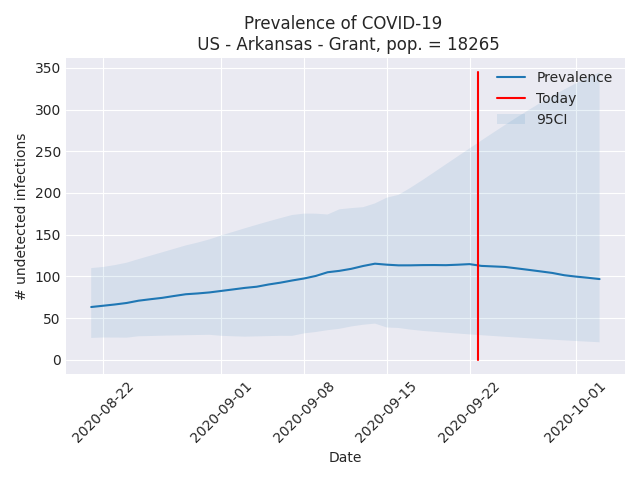 Prevalence of COVID-19
US - Arkansas - Grant, pop. = 18265
350
300
250
200
150
100
50
0
# undetected infections
Prevalence
Today
95CI
2020-08-22
2020-09-01
2020-09-08
2020-09-15
2020-09-22
2020-10-01
Date